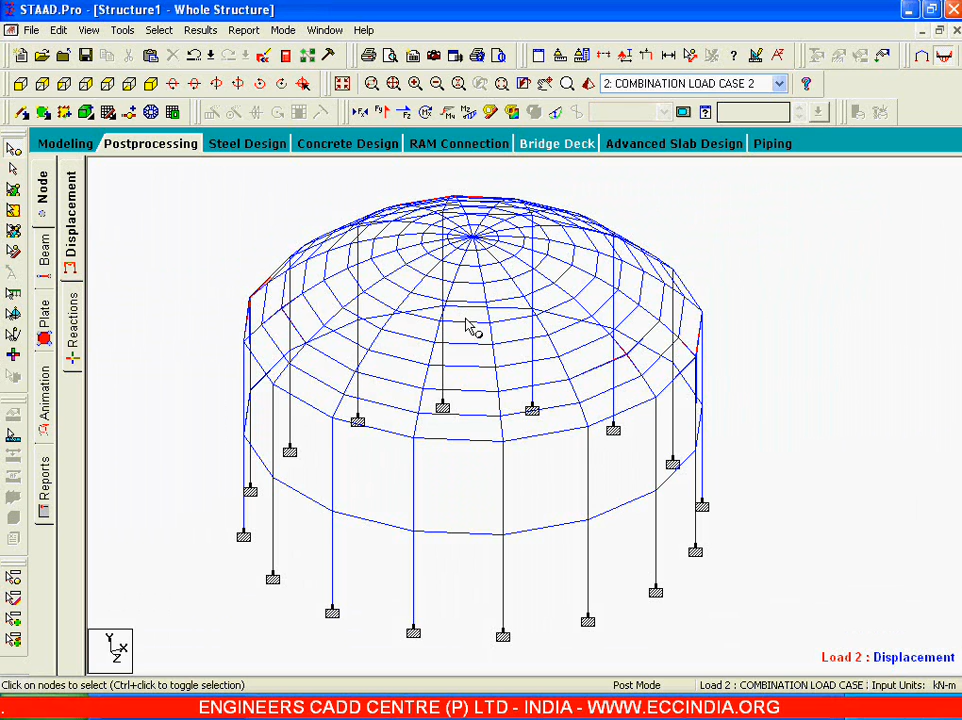 STAAD.Pro - [Structure1 - Whole Structure]
File Edit View Tools Select Results Report Mode Window Help
2: COMBINATION LOAD CASE 2
Modeling Postprocessing Steel Design Concrete Design RAM Connection Bridge Deck Advanced Slab Design Piping
Node
Displacement
Beam
Reactions
Plate
Animation
Reports
Y
X
Z
Load 2 : Displacement
Click on nodes to select (Ctrl+click to toggle selection) Post Mode Load 2 : COMBINATION LOAD CASE Input Units: kN-m
. ENGINEERS CADD CENTRE (P) LTD - INDIA - WWW.ECCINDIA.ORG